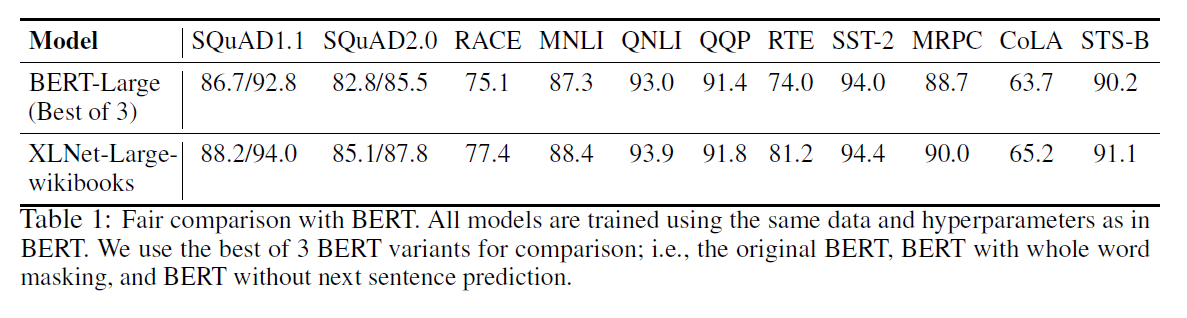 Model SQuAD1.1 SQuAD2.0 RACE MNLI QNLI QQP RTE SST-2 MRPC CoLA STS-B
BERT-Large 86.7/92.8 82.8/85.5 75.1 87.3 93.0 91.4 74.0 94.0 88.7 63.7 90.2
(Best of 3)
XLNet-Large- 88.2/94.0 85.1/87.8 77.4 88.4 93.9 91.8 81.2 94.4 90.0 65.2 91.1
wikibooks
Table 1: Fair comparison with BERT. All models are trained using the same data and hyperparameters as in
BERT. We use the best of 3 BERT variants for comparison; i.e., the original BERT, BERT with whole word
masking, and BERT without next sentence prediction.